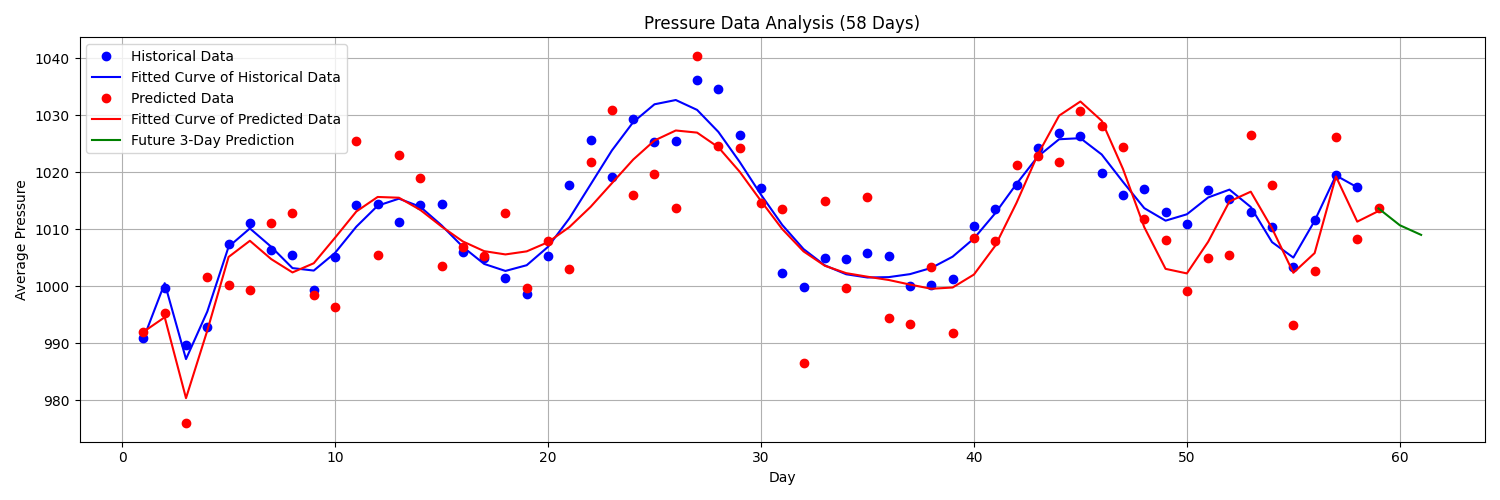 Pressure Data Analysis (58 Days)
Historical Data
Fitted Curve of Historical Data
Predicted Data
Fitted Curve of Predicted Data
Future 3-Day Prediction
Average Pressure
1040
1030
1020
1010
1000
990
980
0 10 20 30 40 50 60
Day